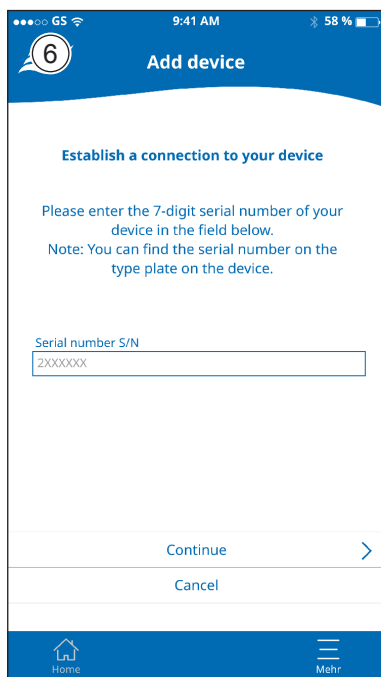 GS 9:41 AM 58 %
6
Add device
Establish a connection to your device
Please enter the 7-digit serial number of your
device in the field below.
Note: You can find the serial number on the
type plate on the device.
Serial number S/N
2XXXXXX
Continue
Cancel
Home Mehr